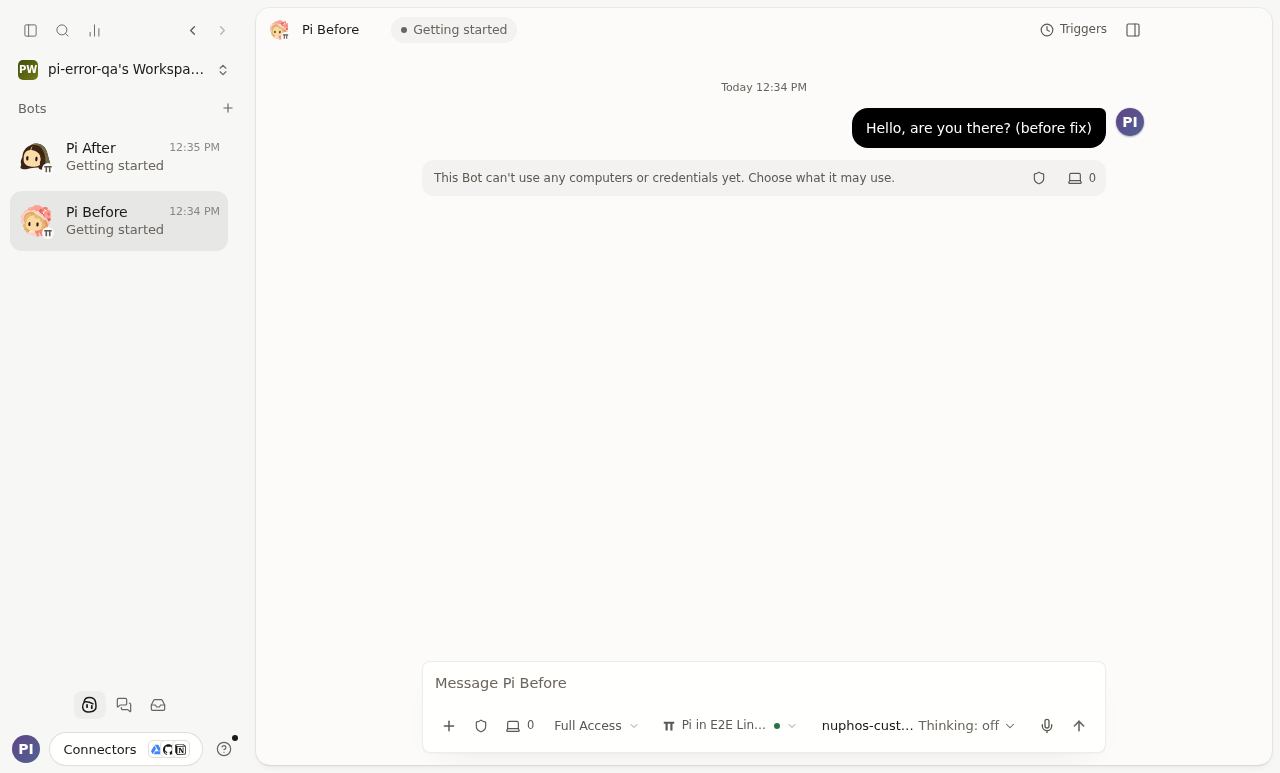 PW pi-error-qa's Workspa...
Bots
Pi After 12:35 PM
Getting started
Pi Before 12:34 PM
Getting started
PI Connectors
Pi Before Getting started Triggers
Today 12:34 PM
Hello, are you there? (before fix) PI
This Bot can't use any computers or credentials yet. Choose what it may use. 0
Message Pi Before
0 Full Access Pi in E2E Lin... nuphos-cust... Thinking: off